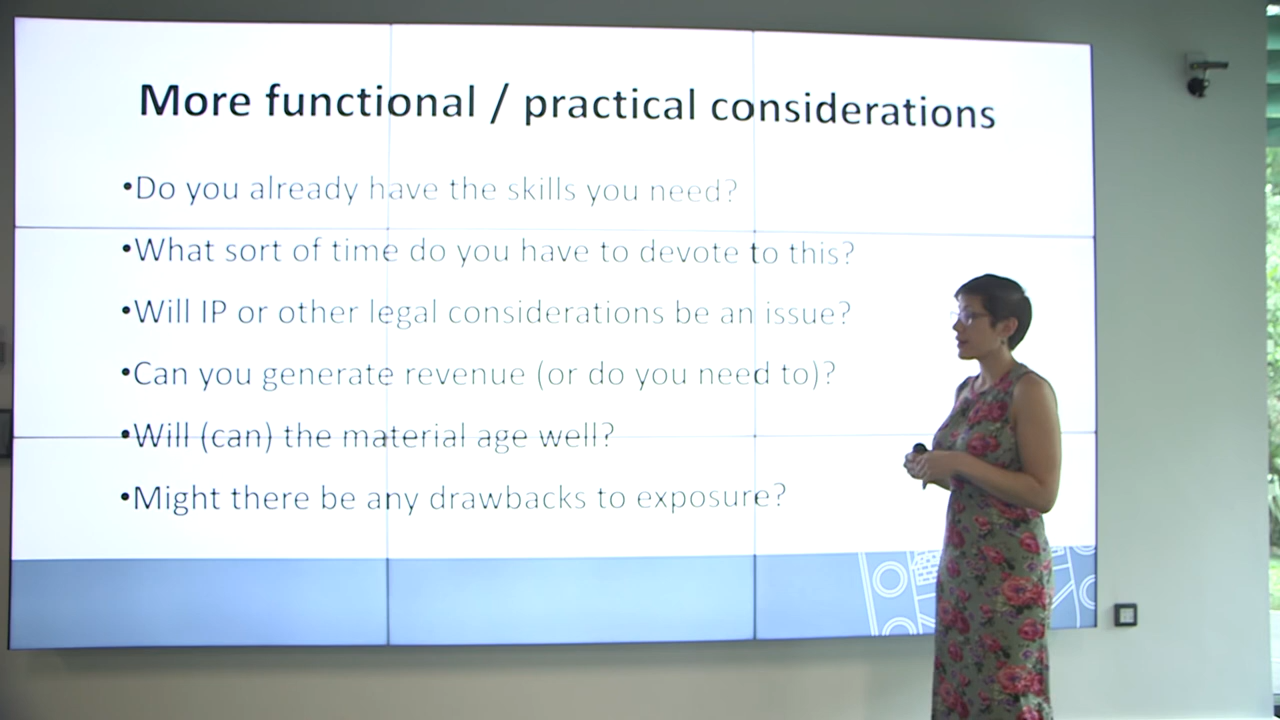 More functional / practical considerations
•Do you already have the skills you need?
•What sort of time do you have to devote to this?
•Will IP or other legal considerations be an issue?
•Can you generate revenue (or do you need to)?
•Will (can) the material age well?
•Might there be any drawbacks to exposure?